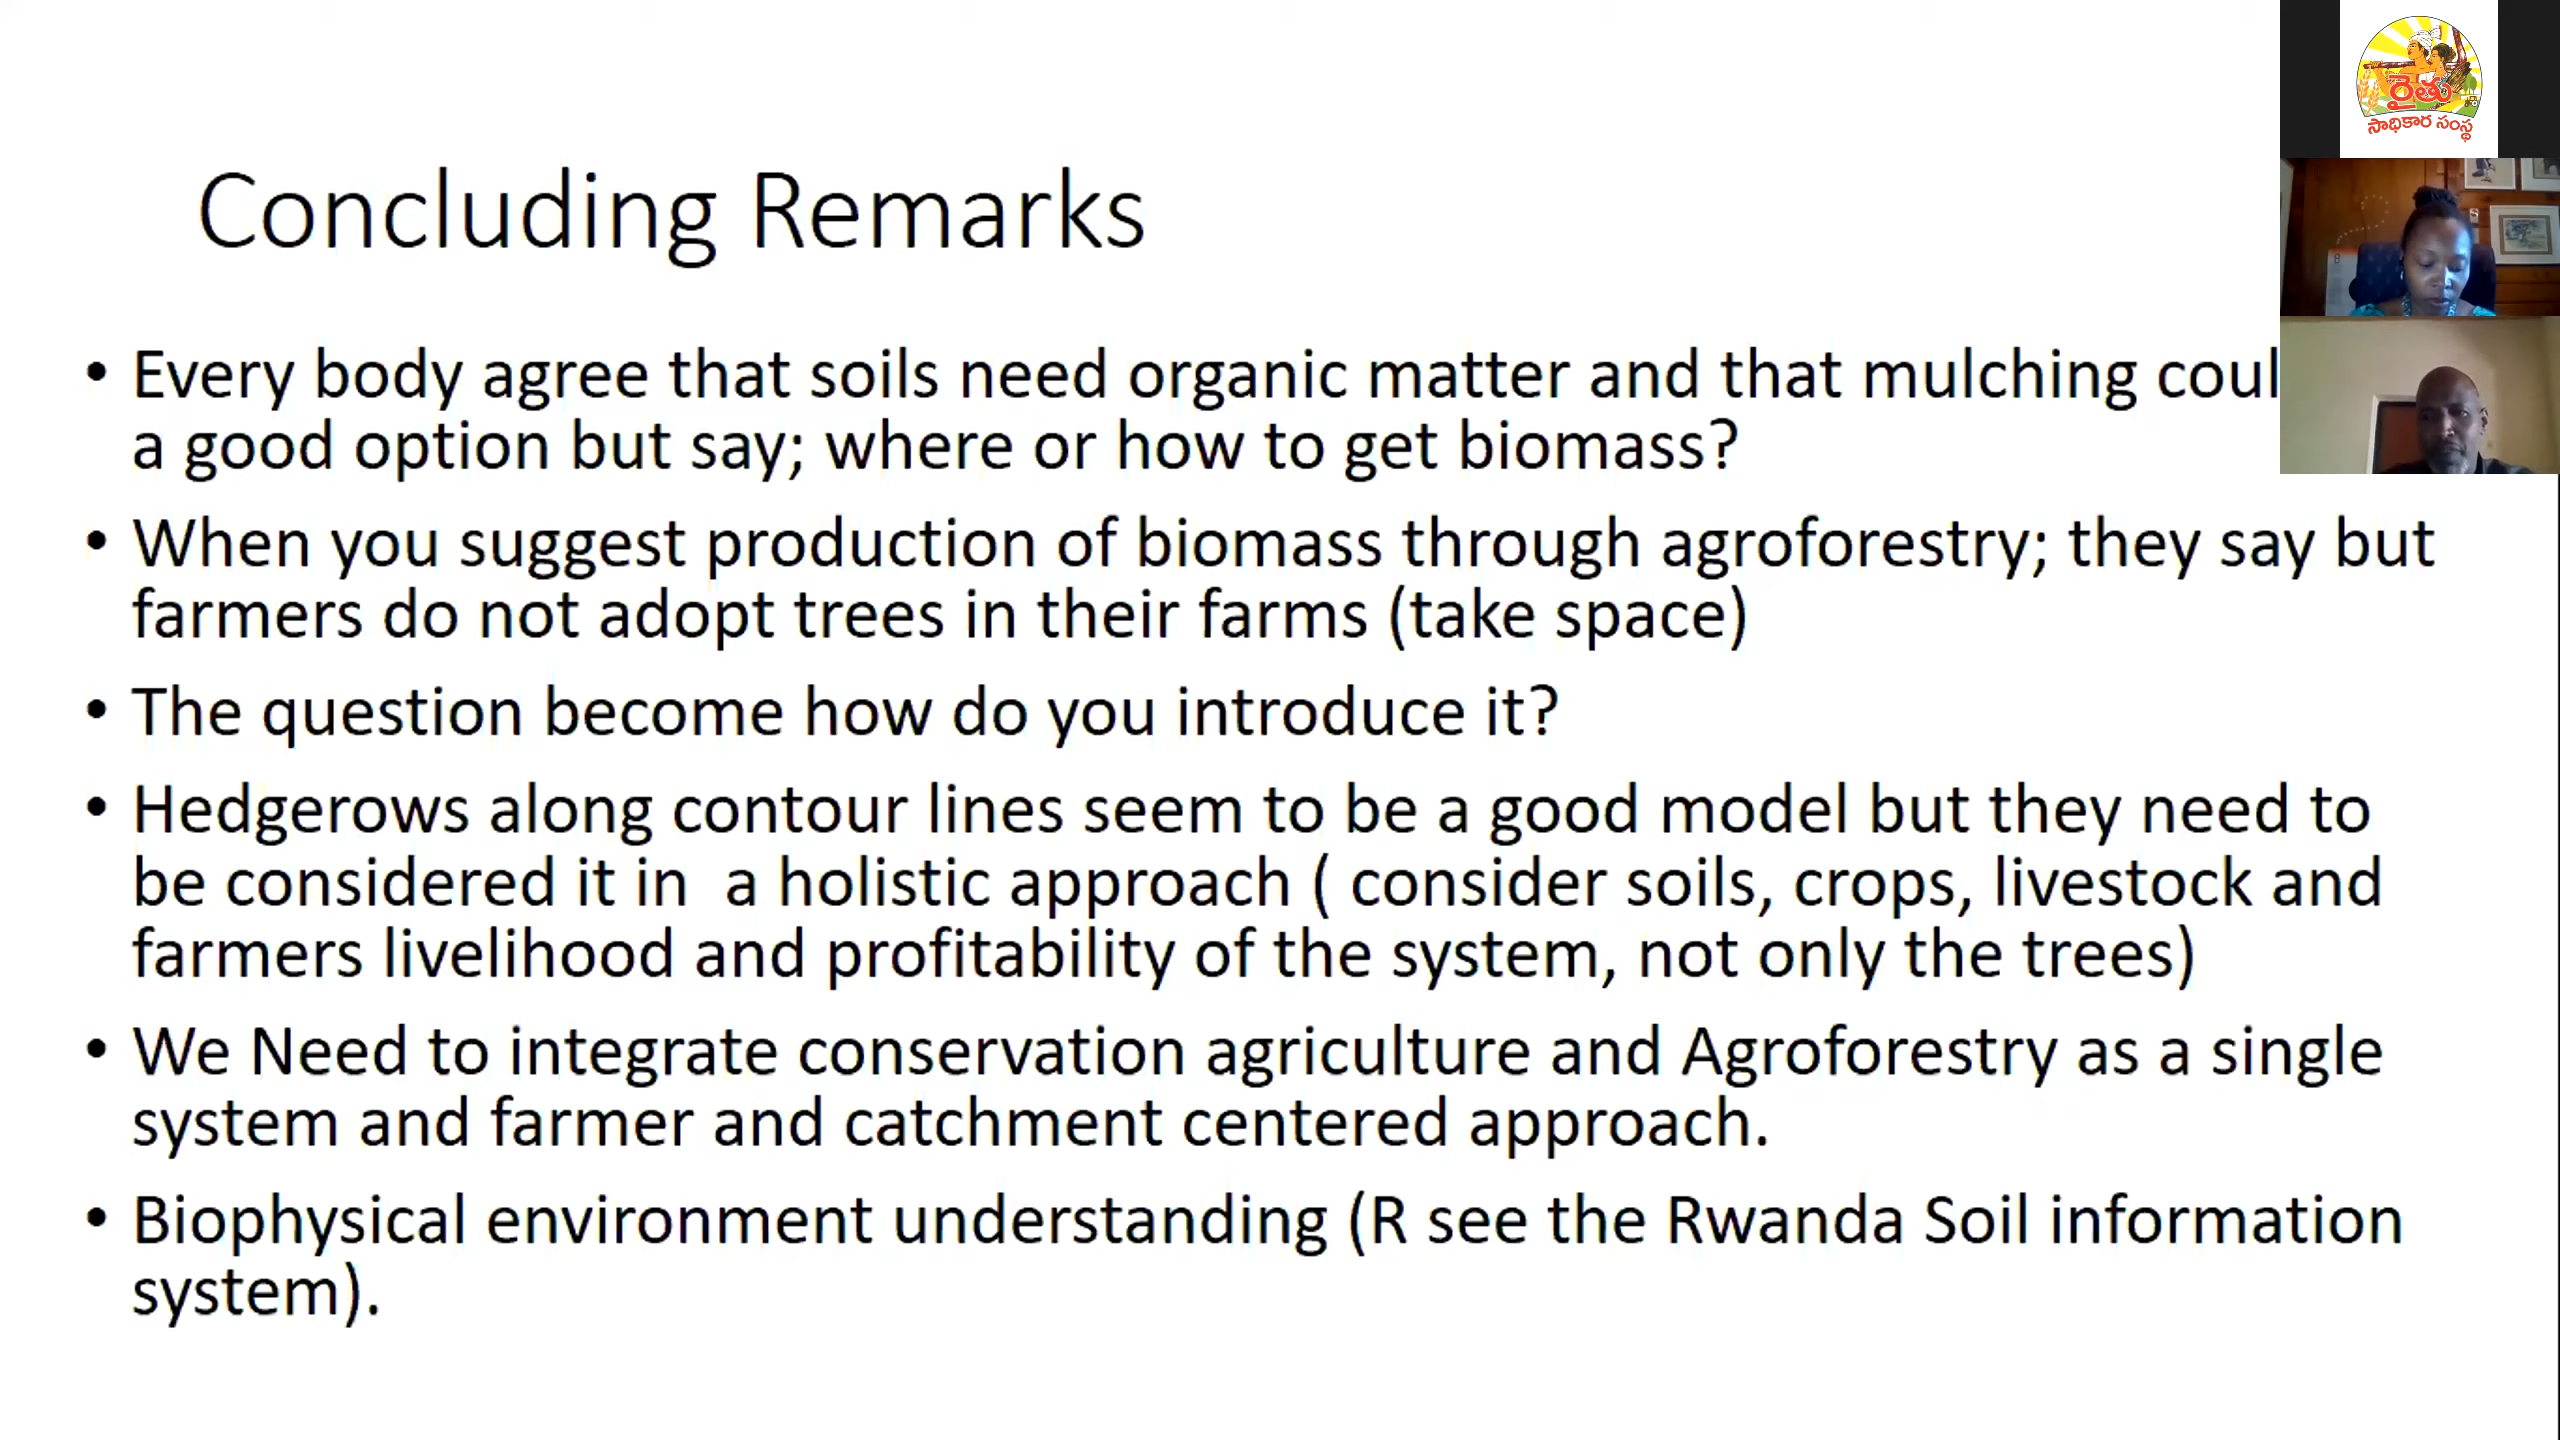 Concluding Remarks
• Every body agree that soils need organic matter and that mulching coul
a good option but say; where or how to get biomass?
• When you suggest production of biomass through agroforestry; they say but
farmers do not adopt trees in their farms (take space)
• The question become how do you introduce it?
• Hedgerows along contour lines seem to be a good model but they need to
be considered it in  a holistic approach ( consider soils, crops, livestock and
farmers livelihood and profitability of the system, not only the trees)
• We Need to integrate conservation agriculture and Agroforestry as a single
system and farmer and catchment centered approach.
• Biophysical environment understanding (R see the Rwanda Soil information
system).
రైతు
సాధికార సంస్థ